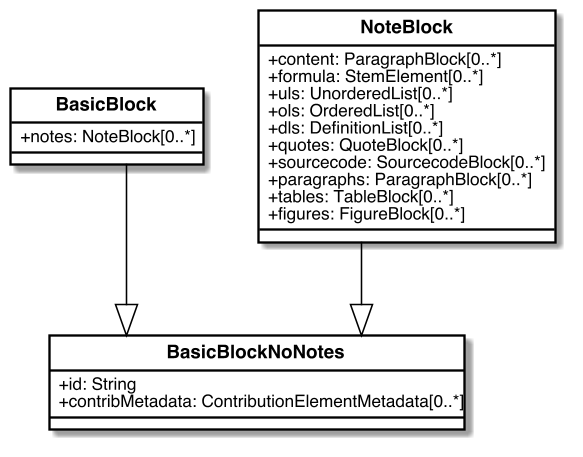 NoteBlock
+content: ParagraphBlock[0..*]
+formula: StemElement[0..*]
+uls: UnorderedList[0..*]
+ols: OrderedList[0..*]
+dls: DefinitionList[0..*]
+quotes: QuoteBlock[0..*]
+sourcecode: SourcecodeBlock[0..*]
+paragraphs: ParagraphBlock[0..*]
+tables: TableBlock[0..*]
+figures: FigureBlock[0..*]
BasicBlock
+notes: NoteBlock[0..*]
BasicBlockNoNotes
+id: String
+contribMetadata: ContributionElementMetadata[0..*]